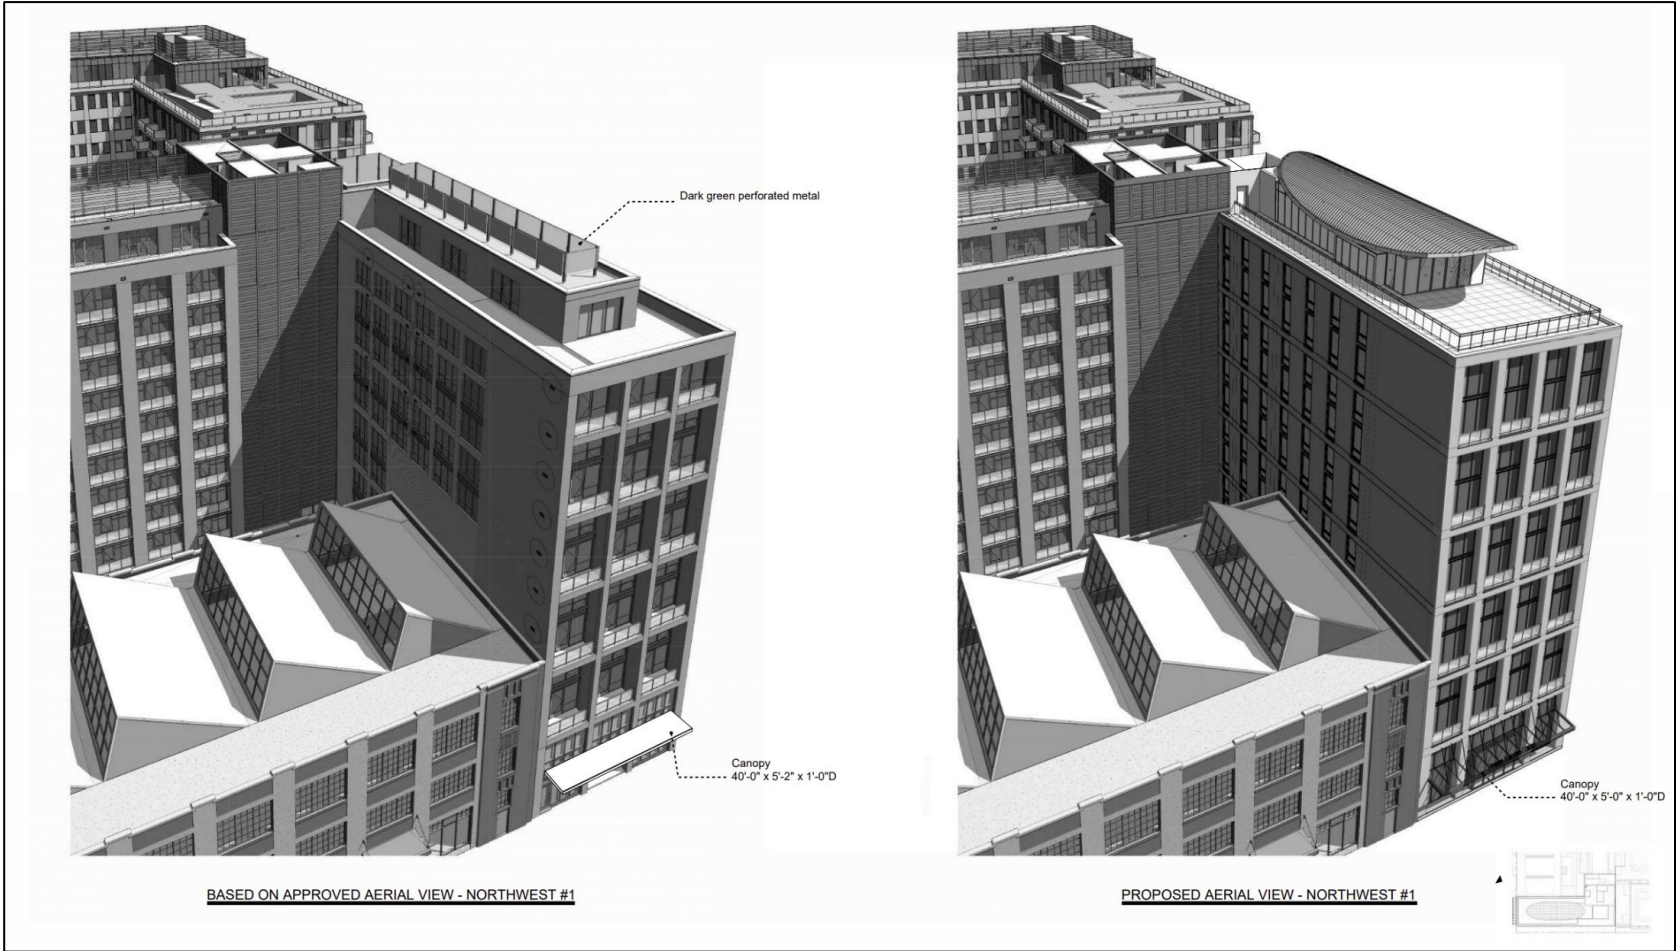 Dark green perforated metal
Canopy
40'-0" x 5'-2" x 1'-0"D
Canopy
40'-0" x 5'-0" x 1'-0"D
BASED ON APPROVED AERIAL VIEW - NORTHWEST #1
PROPOSED AERIAL VIEW - NORTHWEST #1